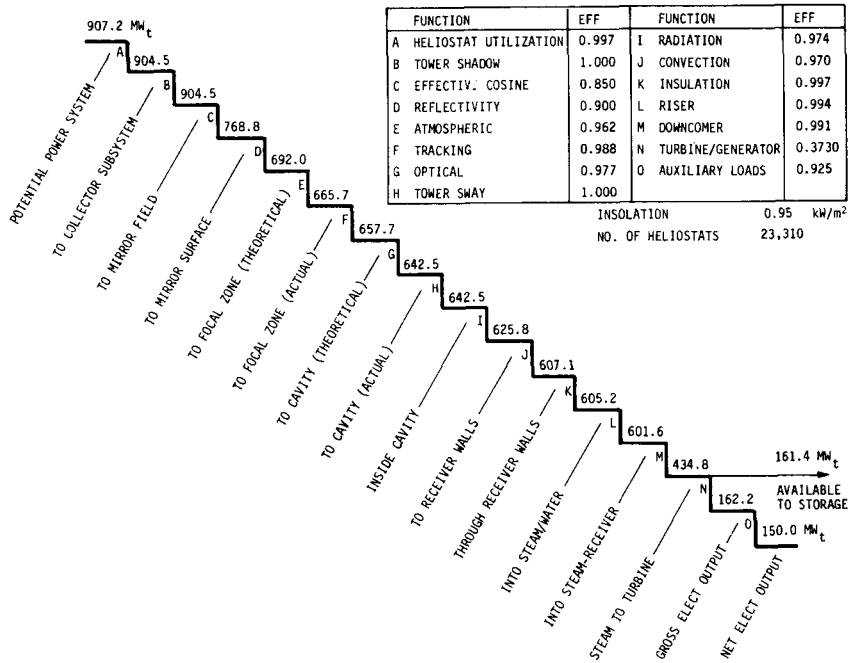 907.2 MWt
A
904.5
B
904.5
C
768.8
D
692.0
E
665.7
F
657.7
G
642.5
H
642.5
I
625.8
J
607.1
K
605.2
L
601.6
M
434.8
N
162.2
O
150.0 MWt
161.4 MWt
AVAILABLE
TO STORAGE
POTENTIAL POWER SYSTEM
TO COLLECTOR SUBSYSTEM
TO MIRROR FIELD
TO MIRROR SURFACE
TO FOCAL ZONE (THEORETICAL)
TO FOCAL ZONE (ACTUAL)
TO CAVITY (THEORETICAL)
TO CAVITY (ACTUAL)
INSIDE CAVITY
TO RECEIVER WALLS
THROUGH RECEIVER WALLS
INTO STEAM/WATER
INTO STEAM-RECEIVER
STEAM TO TURBINE
GROSS ELECT OUTPUT
NET ELECT OUTPUT
FUNCTION EFF FUNCTION EFF
A HELIOSTAT UTILIZATION 0.997 I RADIATION 0.974
B TOWER SHADOW 1.000 J CONVECTION 0.970
C EFFECTIV. COSINE 0.850 K INSULATION 0.997
D REFLECTIVITY 0.900 L RISER 0.994
E ATMOSPHERIC 0.962 M DOWNCOMER 0.991
F TRACKING 0.988 N TURBINE/GENERATOR 0.3730
G OPTICAL 0.977 O AUXILIARY LOADS 0.925
H TOWER SWAY 1.000
INSOLATION 0.95 kW/m²
NO. OF HELIOSTATS 23,310